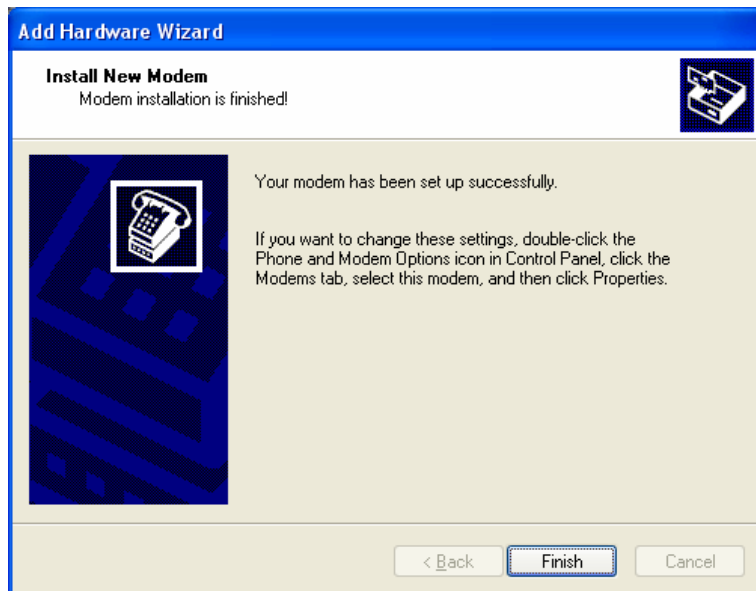 Add Hardware Wizard
Install New Modem
Modem installation is finished!
Your modem has been set up successfully.
If you want to change these settings, double-click the
Phone and Modem Options icon in Control Panel, click the
Modems tab, select this modem, and then click Properties.
< Back Finish Cancel